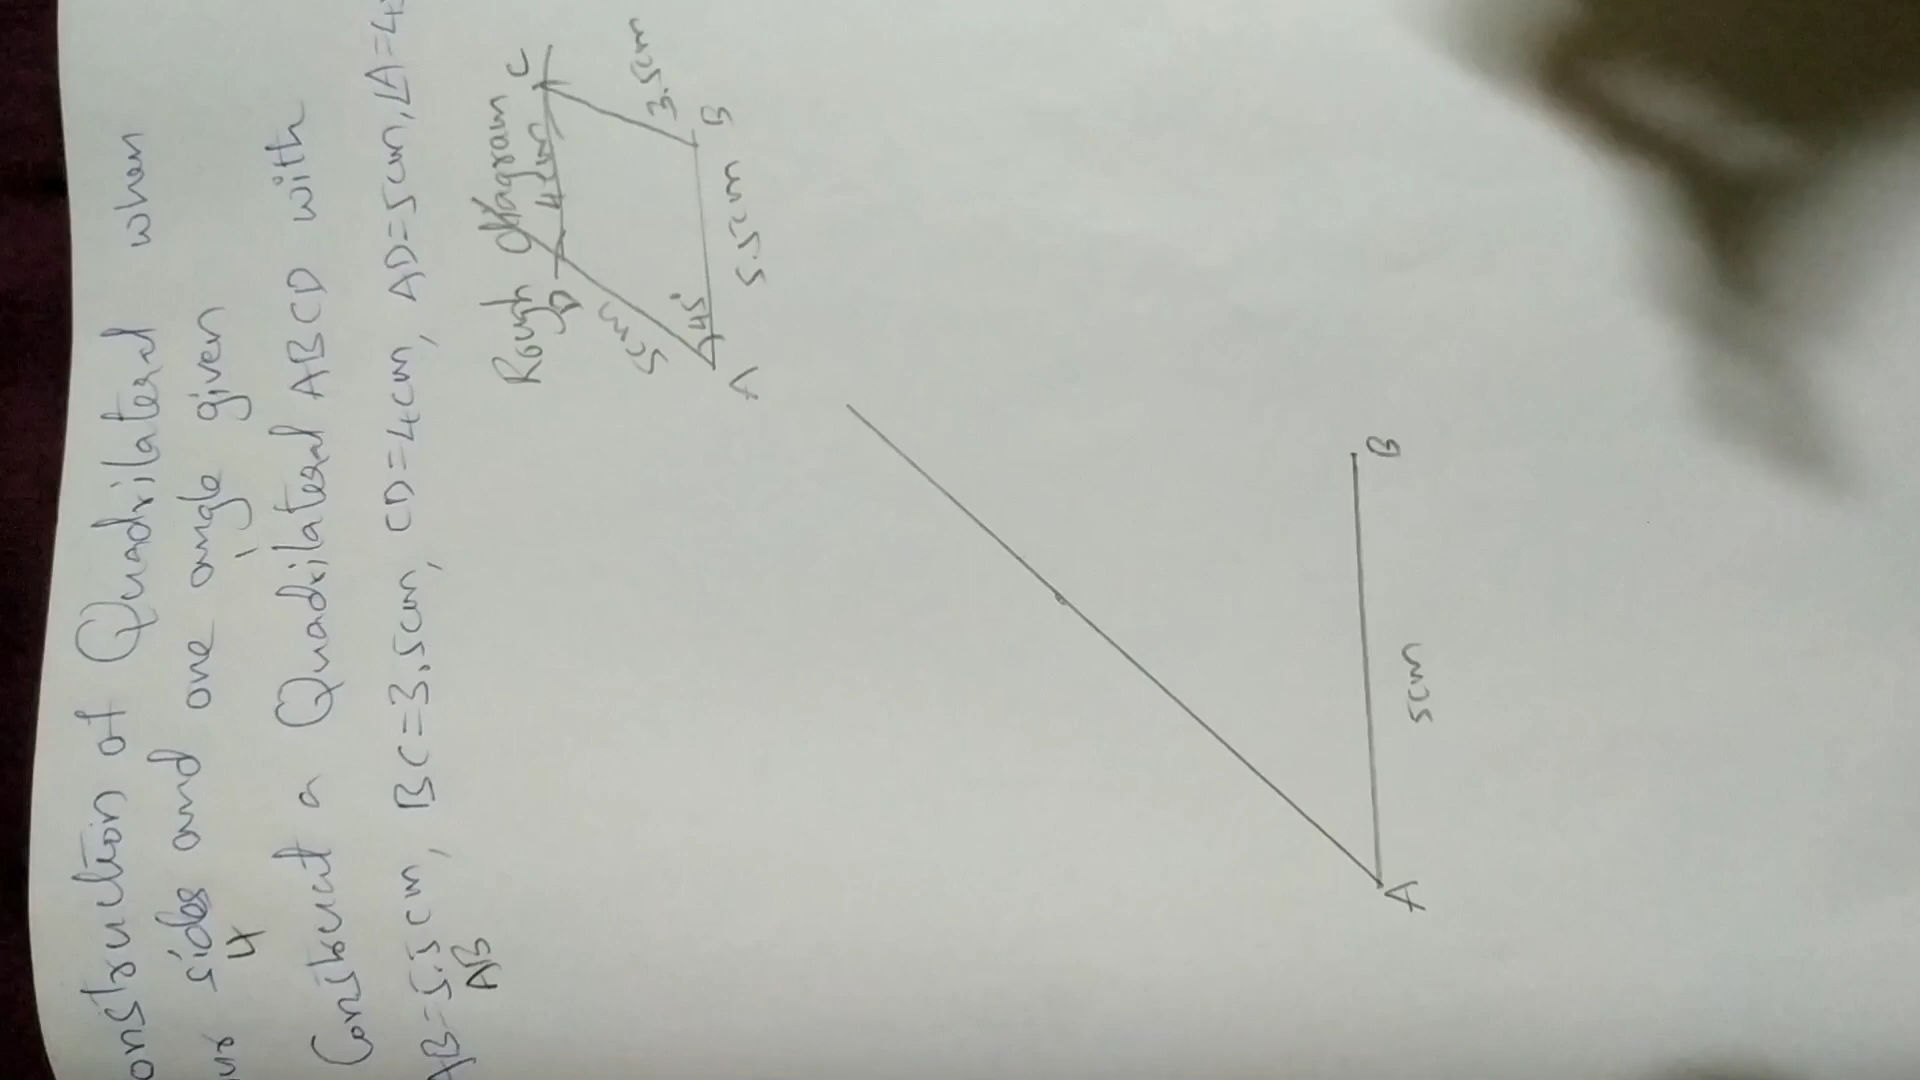 onstruction of Quadrilateral when
ur sides and one angle given
4
Construct a Quadrilateral ABCD with
AB=5.5cm, BC=3.5cm, CD=4cm, AD=5cm, ∠A=4
AB
Rough diagram
D 4cm C
5cm 3.5cm
45°
A 5.5cm B
A 5cm B